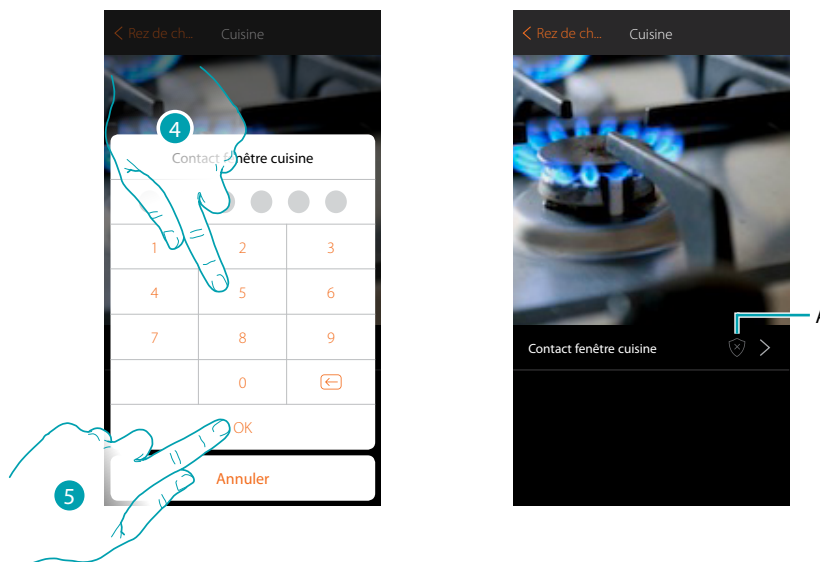 Rez de ch... Cuisine
4
Contact fenêtre cuisine
1 2 3
4 5 6
7 8 9
0
OK
Annuler
5
Rez de ch... Cuisine
A
Contact fenêtre cuisine